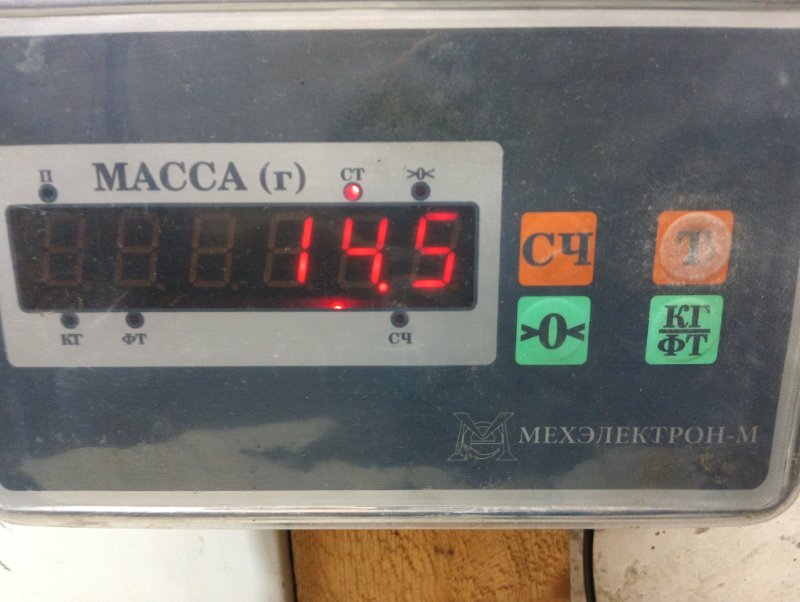 П МАССА (г) СТ >0<
14.5
КГ ФТ СЧ
СЧ Т
>0< КГ
ФТ
МЕХЭЛЕКТРОН-М